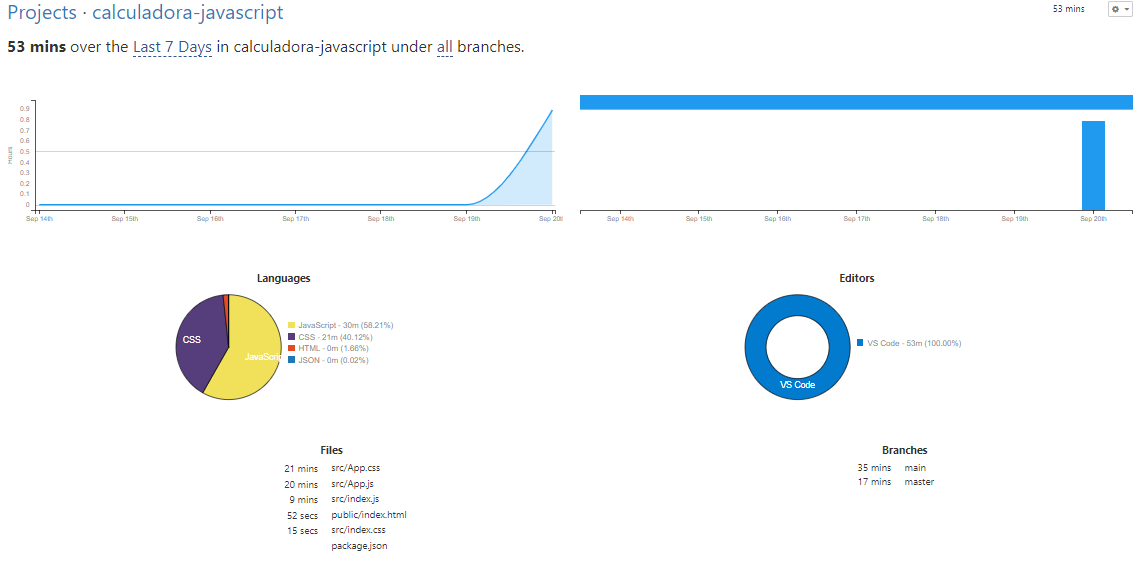 Projects · calculadora-javascript
53 mins
53 mins over the Last 7 Days in calculadora-javascript under all branches.
Hours
0.9
0.8
0.7
0.6
0.5
0.4
0.3
0.2
0.1
0
Sep 14th Sep 15th Sep 16th Sep 17th Sep 18th Sep 19th Sep 20t
Sep 14th Sep 15th Sep 16th Sep 17th Sep 18th Sep 19th Sep 20th
Languages
CSS
JavaScrip
JavaScript - 30m (58.21%)
CSS - 21m (40.12%)
HTML - 0m (1.66%)
JSON - 0m (0.02%)
Editors
VS Code
VS Code - 53m (100.00%)
Files
21 mins src/App.css
20 mins src/App.js
9 mins src/index.js
52 secs public/index.html
15 secs src/index.css
package.json
Branches
35 mins main
17 mins master